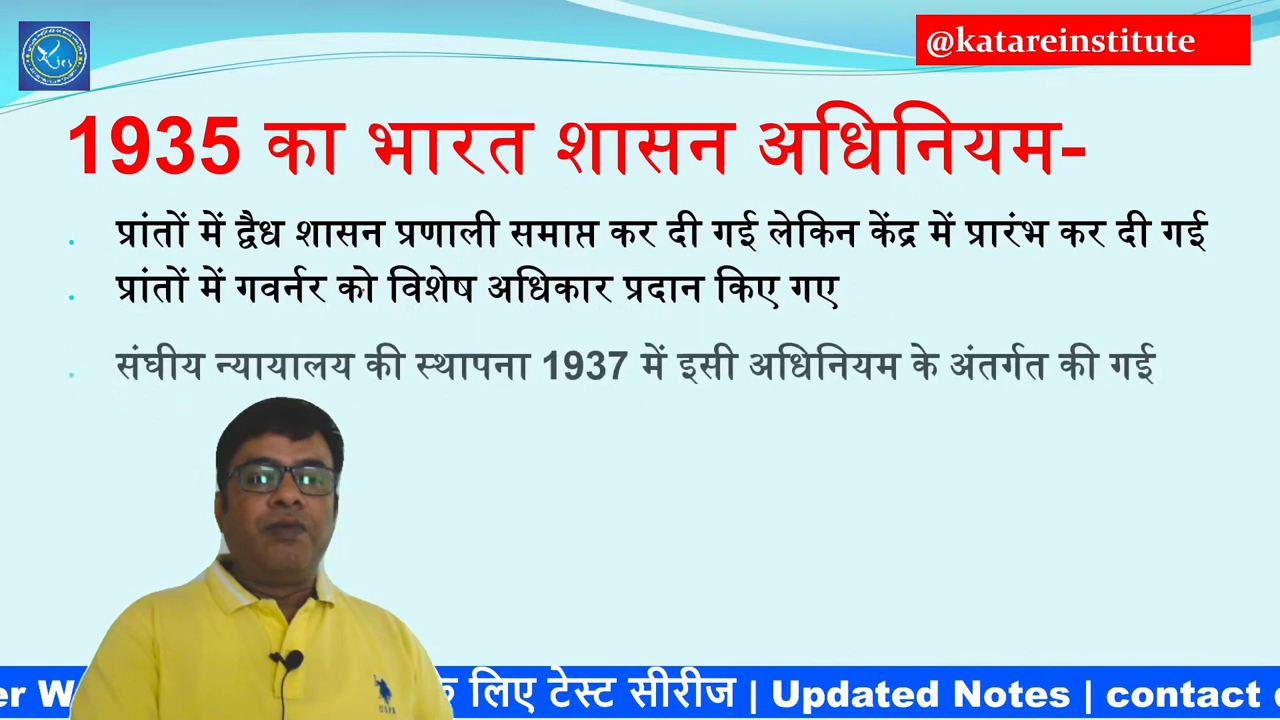 @katareinstitute
1935 का भारत शासन अधिनियम-
. प्रांतों में द्वैध शासन प्रणाली समाप्त कर दी गई लेकिन केंद्र में प्रारंभ कर दी गई
. प्रांतों में गवर्नर को विशेष अधिकार प्रदान किए गए
. संघीय न्यायालय की स्थापना 1937 में इसी अधिनियम के अंतर्गत की गई
er W लिए टेस्ट सीरीज | Updated Notes | contact